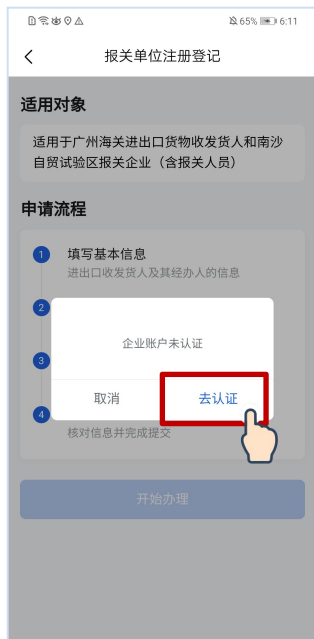 65% 6:11
报关单位注册登记
适用对象
适用于广州海关进出口货物收发货人和南沙
自贸试验区报关企业（含报关人员）
申请流程
1 填写基本信息
进出口收发货人及其经办人的信息
2
企业账户未认证
3
取消 去认证
4
核对信息并完成提交
开始办理